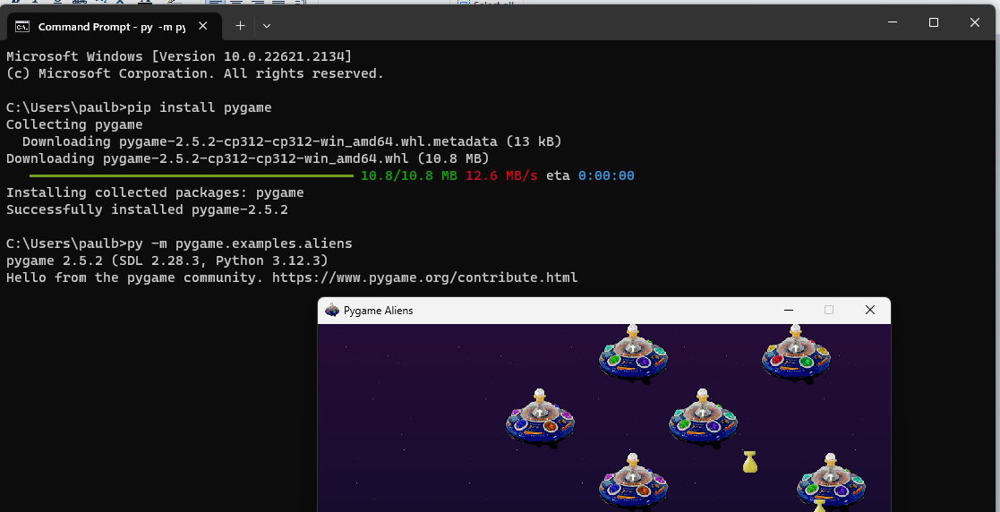 Select all
Command Prompt - py -m py
Microsoft Windows [Version 10.0.22621.2134]
(c) Microsoft Corporation. All rights reserved.
C:\Users\paulb>pip install pygame
Collecting pygame
  Downloading pygame-2.5.2-cp312-cp312-win_amd64.whl.metadata (13 kB)
Downloading pygame-2.5.2-cp312-cp312-win_amd64.whl (10.8 MB)
10.8/10.8 MB 12.6 MB/s eta 0:00:00
Installing collected packages: pygame
Successfully installed pygame-2.5.2
C:\Users\paulb>py -m pygame.examples.aliens
pygame 2.5.2 (SDL 2.28.3, Python 3.12.3)
Hello from the pygame community. https://www.pygame.org/contribute.html
Pygame Aliens